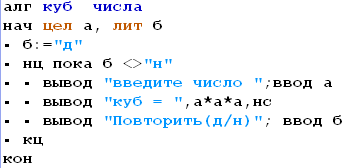 алг куб числа
нач цел а, лит б
• б:="д"
• нц пока б <>"н"
• • вывод "введите число ";ввод а
• • вывод "куб = ",а*а*а,нс
• • вывод "Повторить(д/н)"; ввод б
• кц
кон